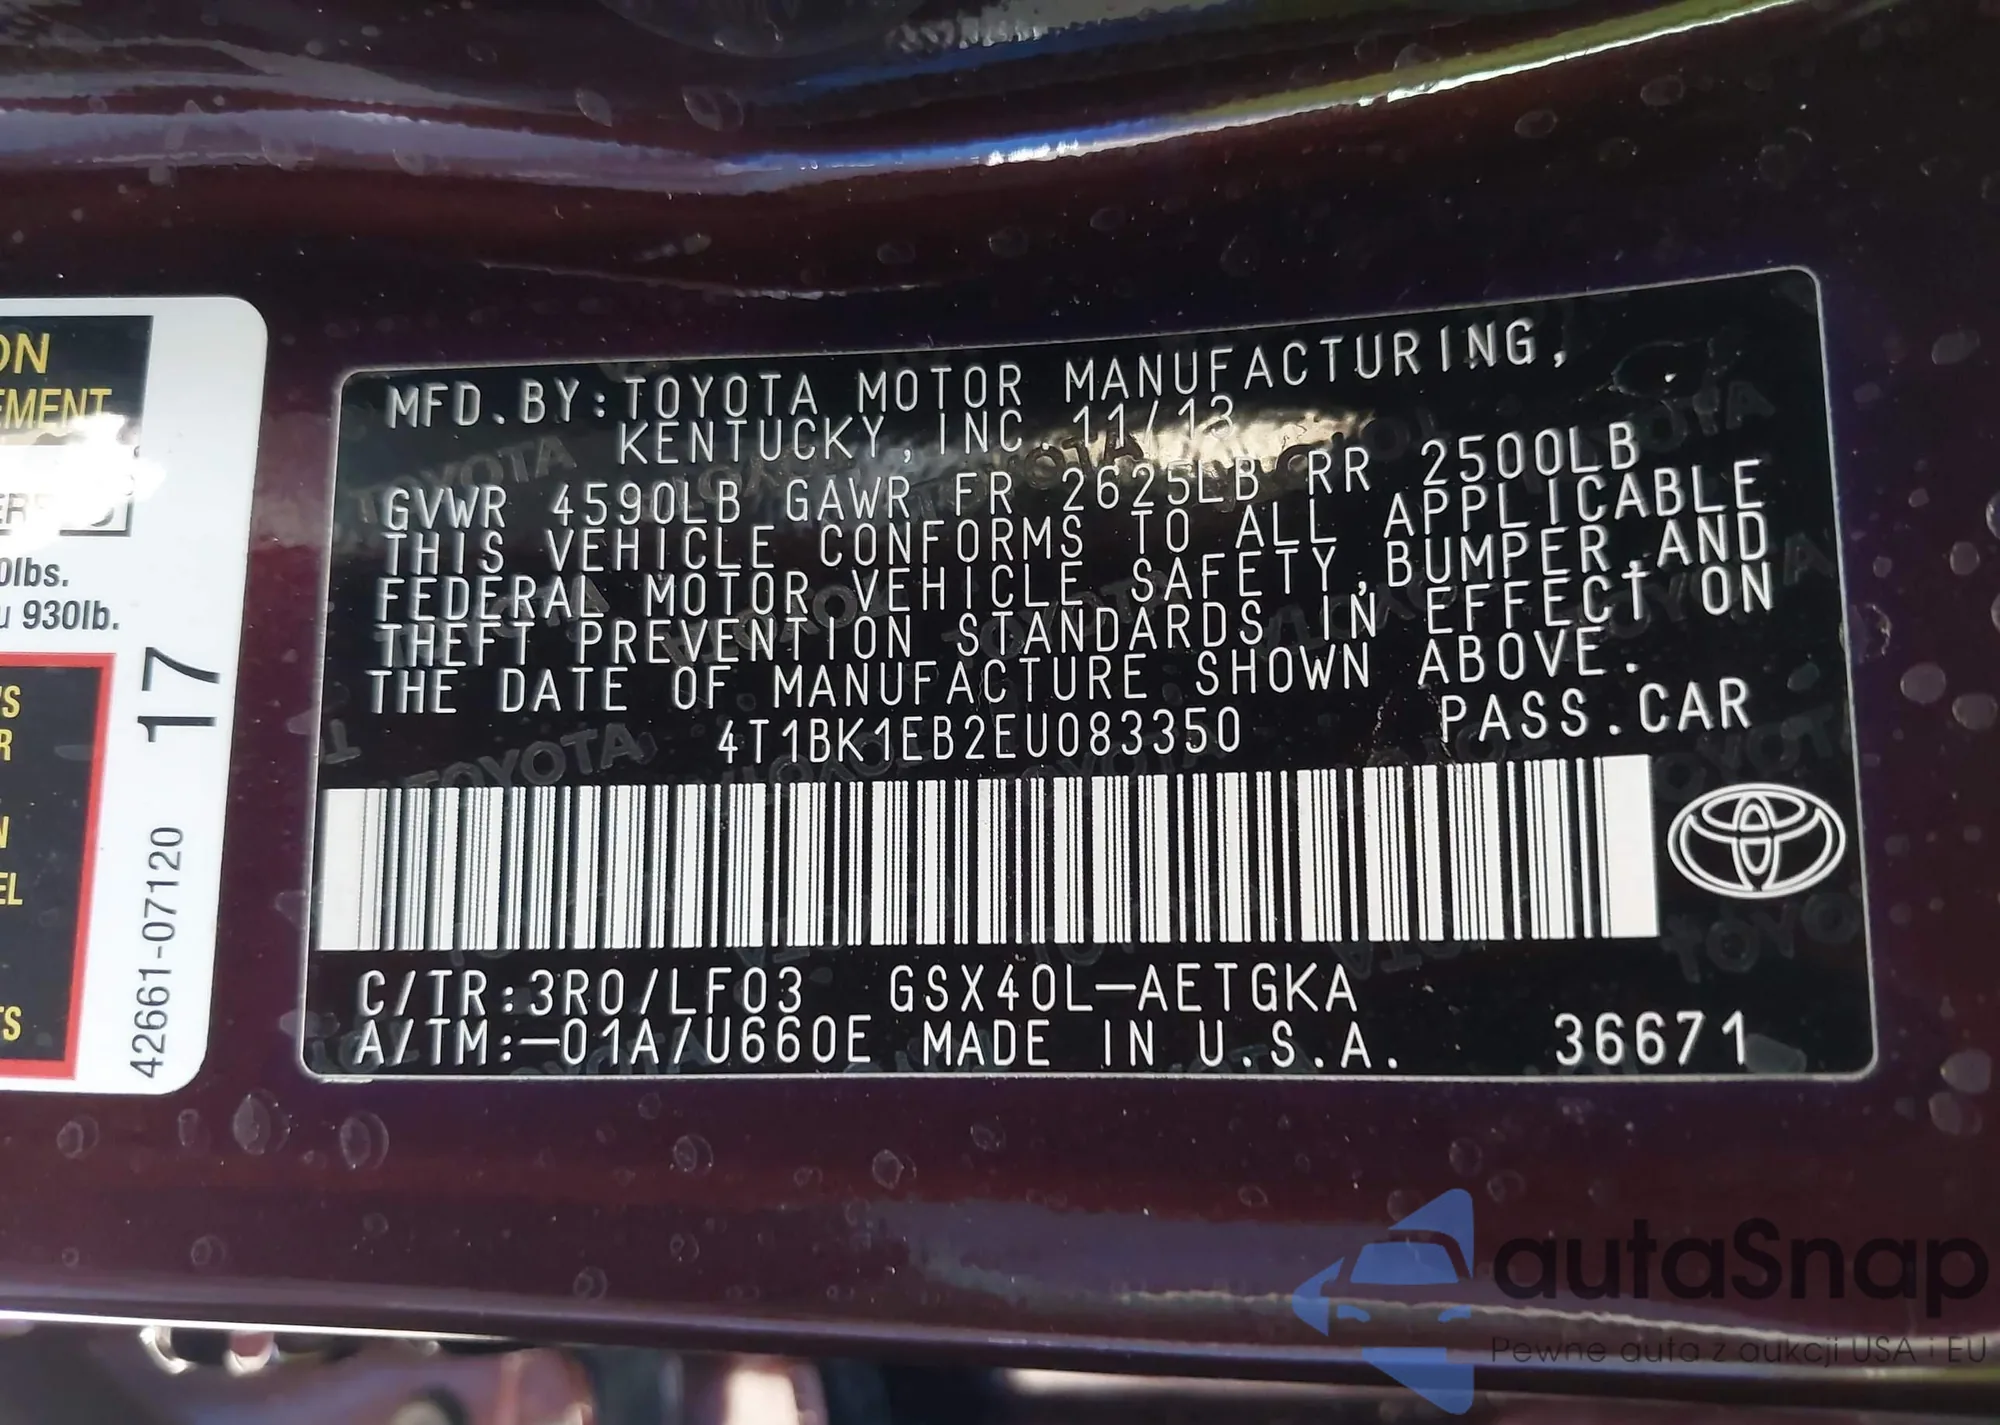 ON
EMENT
0lbs.
u 930lb.
17
42661-07120
MFD.BY:TOYOTA MOTOR MANUFACTURING,
KENTUCKY,INC. 11/13
GVWR 4590LB GAWR FR 2625LB RR 2500LB
THIS VEHICLE CONFORMS TO ALL APPLICABLE
FEDERAL MOTOR VEHICLE SAFETY,BUMPER,AND
THEFT PREVENTION STANDARDS IN EFFECT ON
THE DATE OF MANUFACTURE SHOWN ABOVE.
4T1BK1EB2EU083350 PASS.CAR
C/TR:3R0/LF03 GSX40L-AETGKA
A/TM:-01A/U660E MADE IN U.S.A. 36671
autaSnap
Pewne auta z aukcji USA i EU